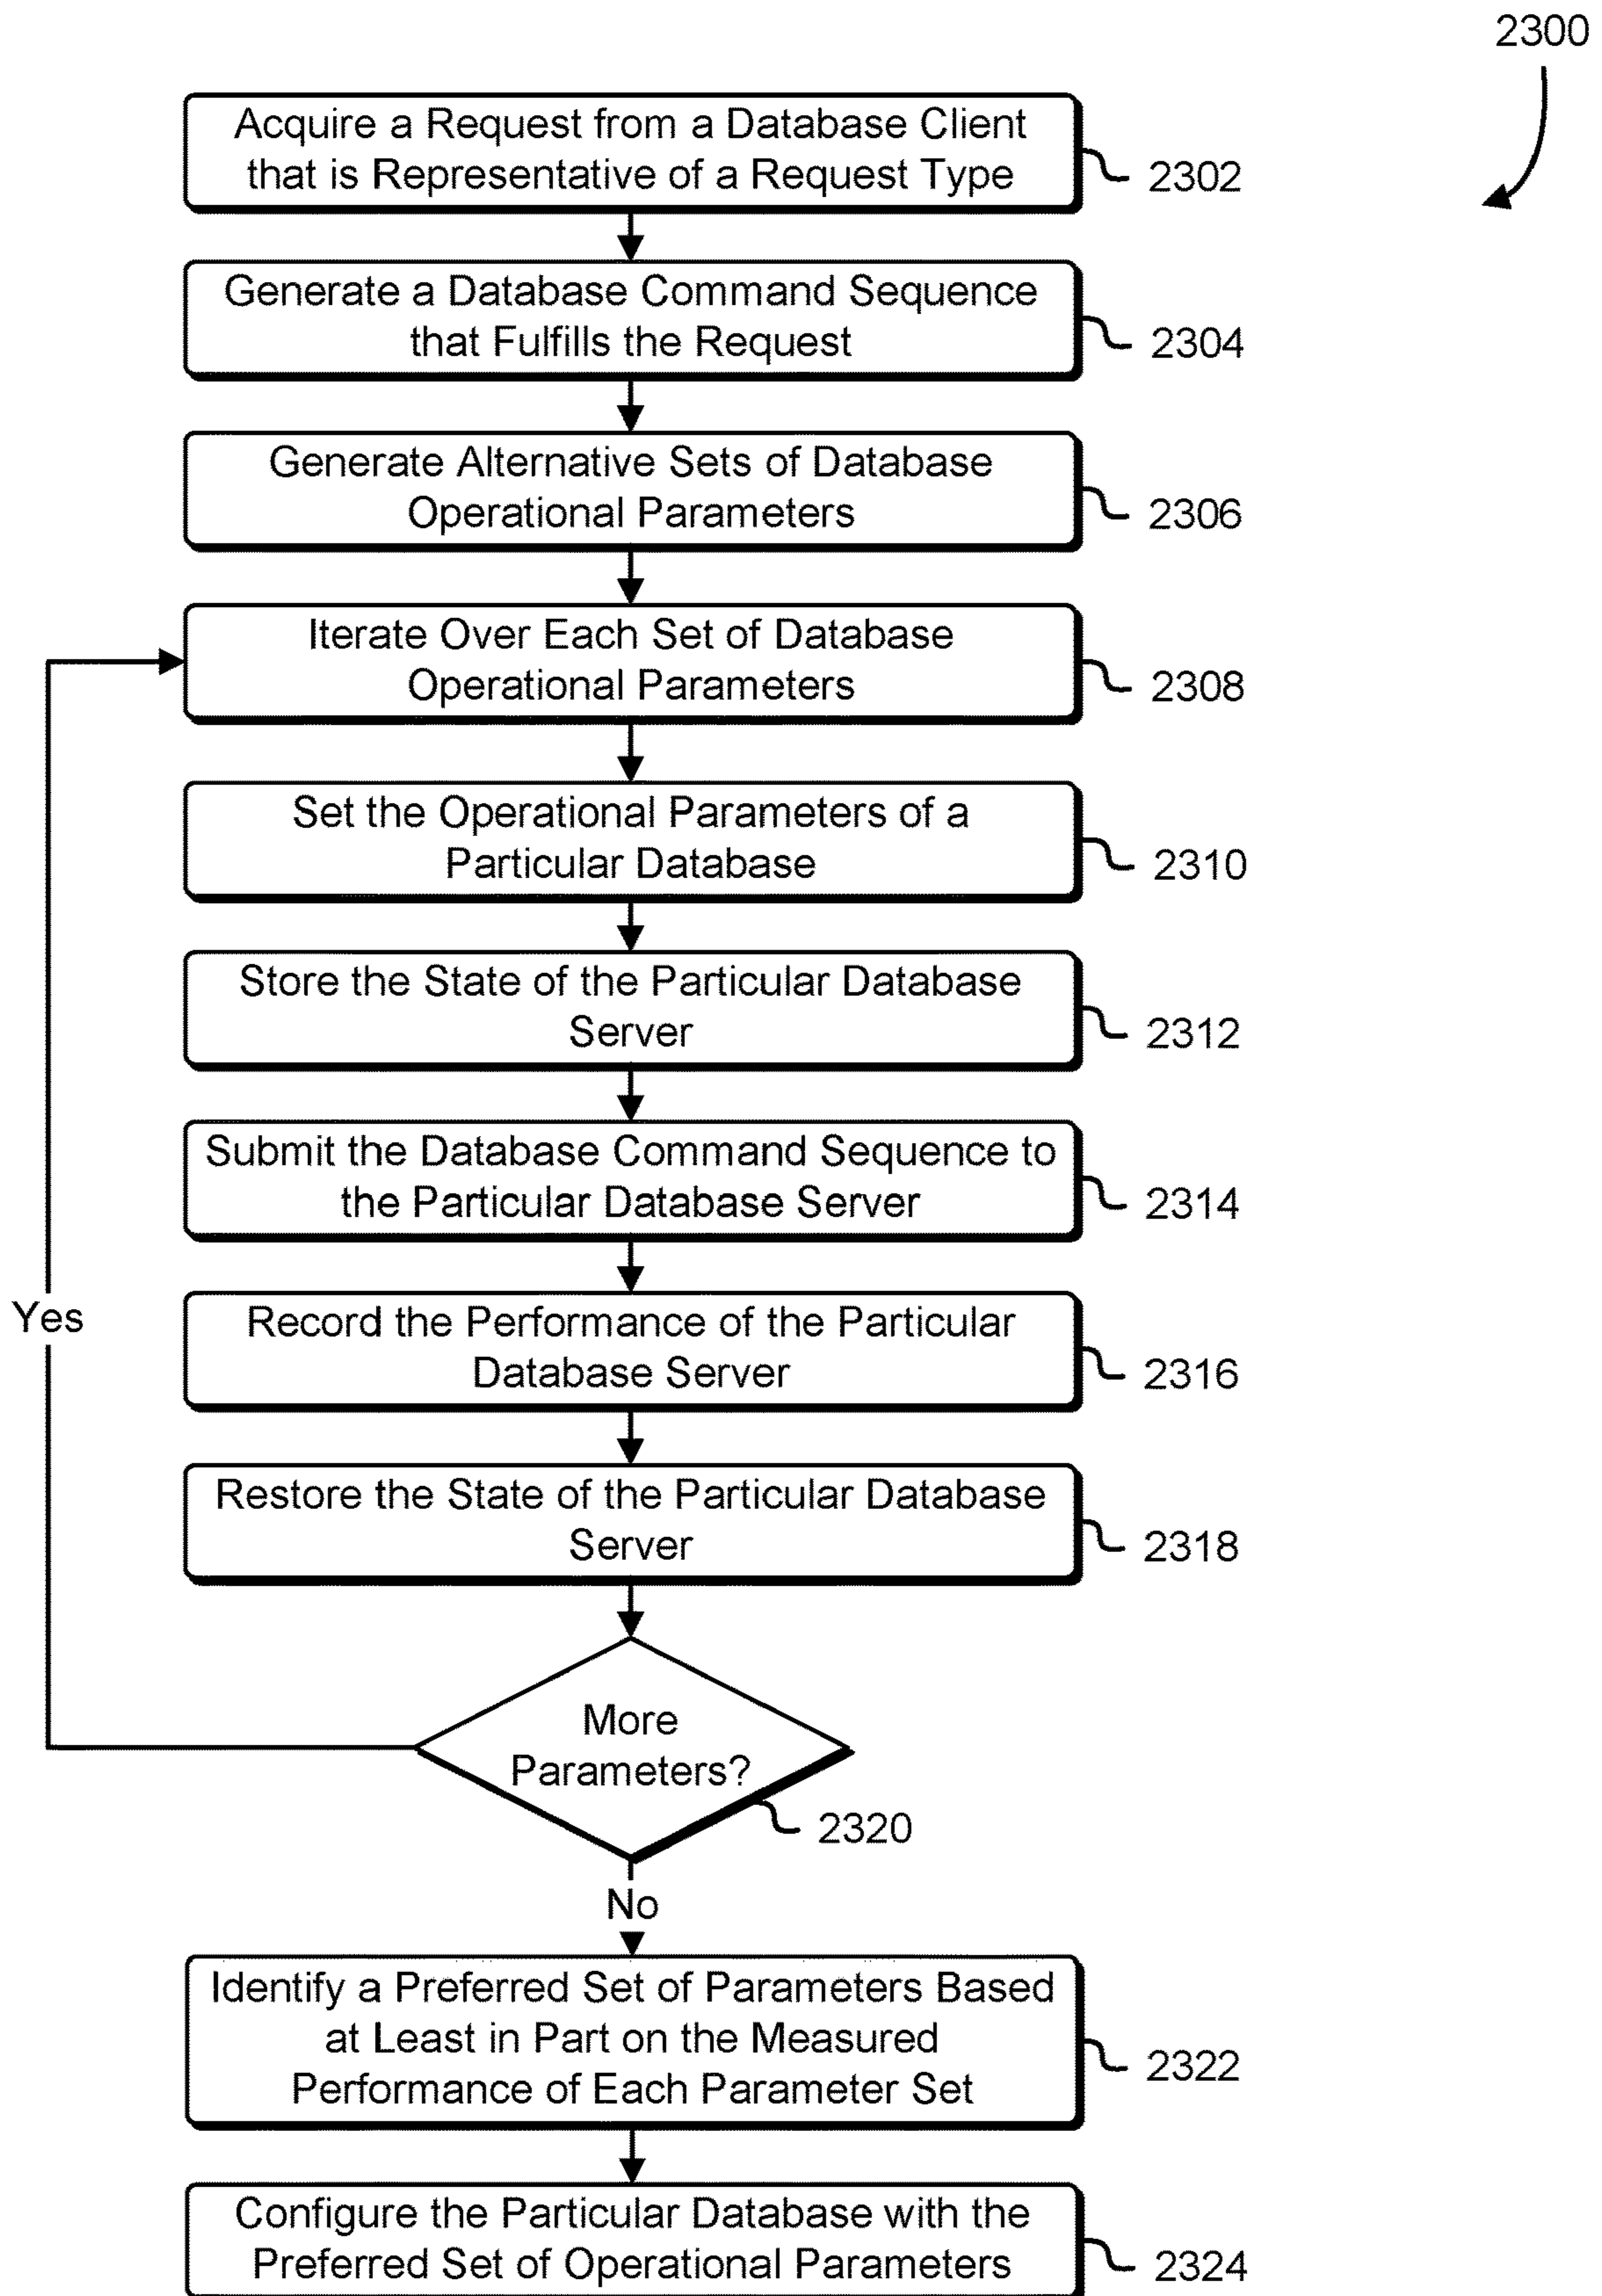 2300
Acquire a Request from a Database Client
that is Representative of a Request Type
2302
Generate a Database Command Sequence
that Fulfills the Request
2304
Generate Alternative Sets of Database
Operational Parameters
2306
Iterate Over Each Set of Database
Operational Parameters
2308
Set the Operational Parameters of a
Particular Database
2310
Store the State of the Particular Database
Server
2312
Submit the Database Command Sequence to
the Particular Database Server
2314
Yes
Record the Performance of the Particular
Database Server
2316
Restore the State of the Particular Database
Server
2318
More
Parameters?
2320
No
Identify a Preferred Set of Parameters Based
at Least in Part on the Measured
Performance of Each Parameter Set
2322
Configure the Particular Database with the
Preferred Set of Operational Parameters
2324